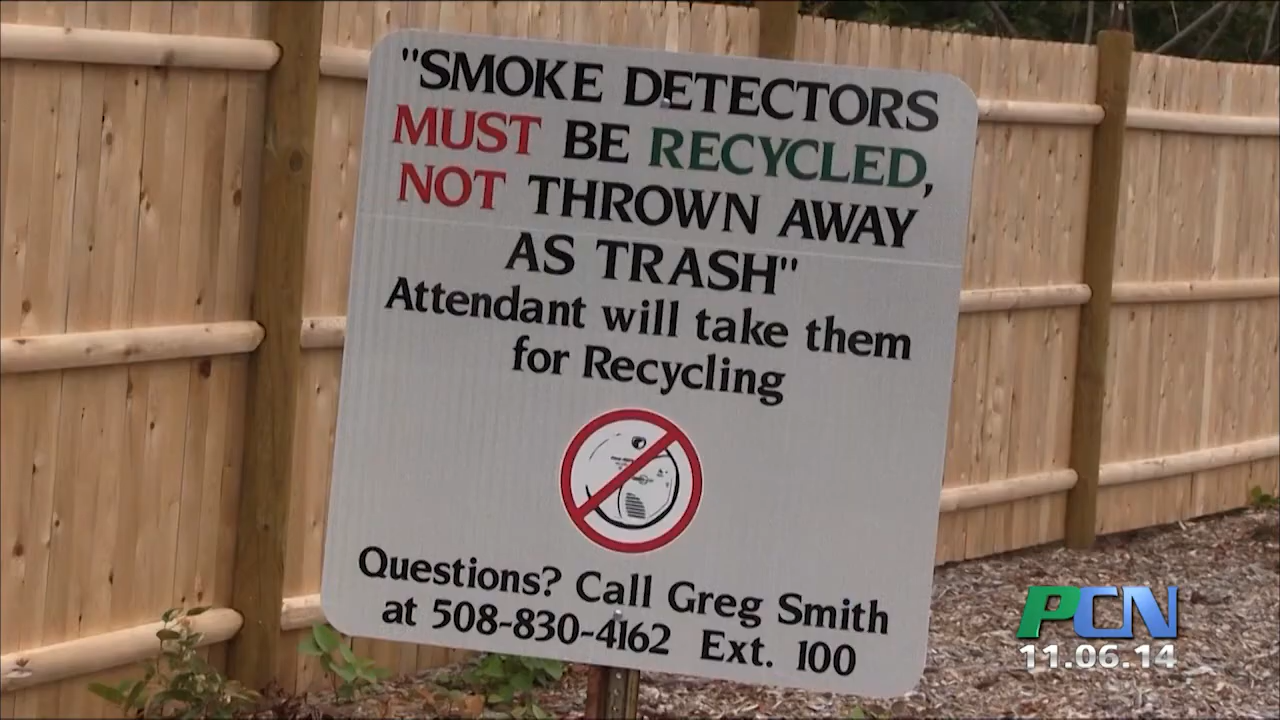 "SMOKE DETECTORS
MUST BE RECYCLED,
NOT THROWN AWAY
AS TRASH"
Attendant will take them
for Recycling
Questions? Call Greg Smith
at 508-830-4162 Ext. 100
PCN
11.06.14